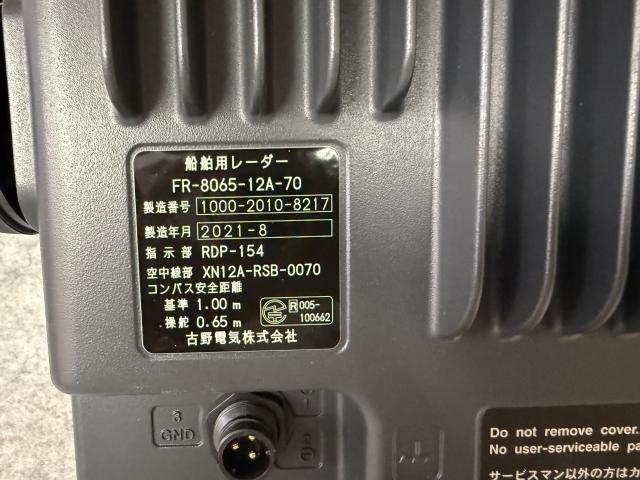 船舶用レーダー
FR-8065-12A-70
製造番号 1000-2010-8217
製造年月 2021-8
指示部 RDP-154
空中線部 XN12A-RSB-0070
コンパス安全距離
基準 1.00 m
操舵 0.65 m
R 005-
100662
古野電気株式会社
3
GND
Do not remove cover.
No user-serviceable
サービスマン以外の方は